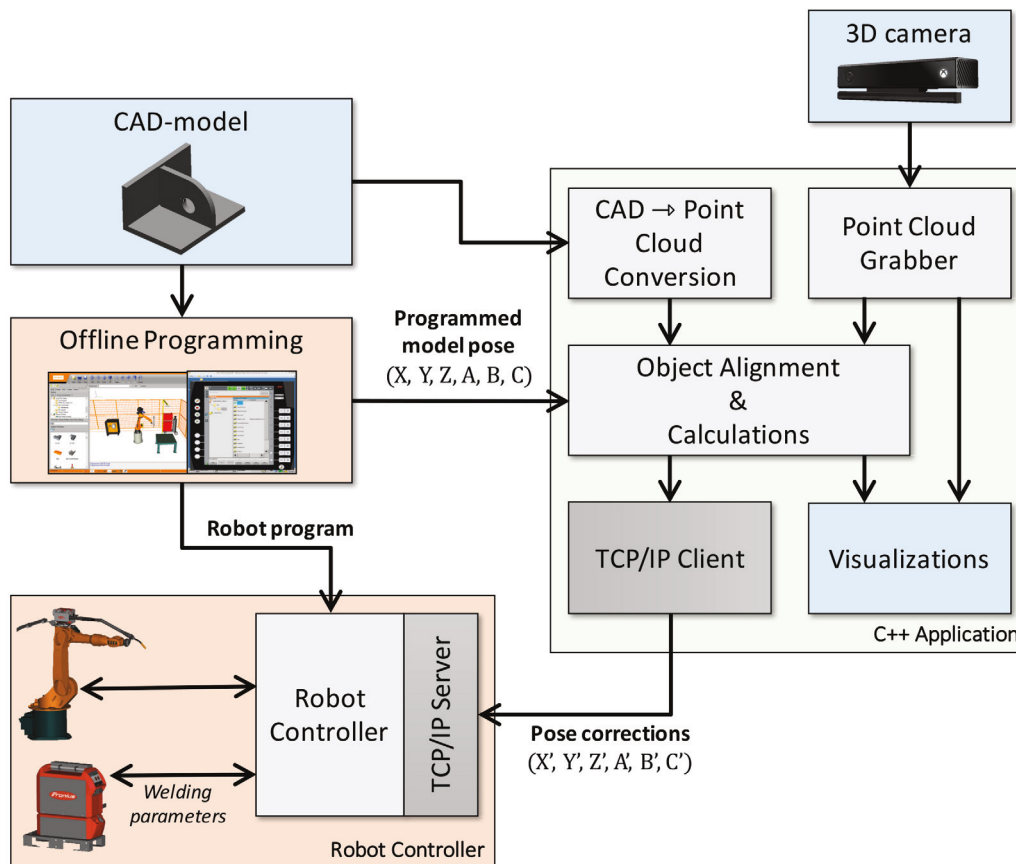 3D camera
CAD-model
CAD → Point
Cloud
Conversion
Point Cloud
Grabber
Offline Programming
Programmed
model pose
(X, Y, Z, A, B, C)
Object Alignment
&
Calculations
Robot program
TCP/IP Client
Visualizations
C++ Application
Robot
Controller
TCP/IP Server
Pose corrections
(X', Y', Z', A', B', C')
Welding
parameters
Fronius
Robot Controller